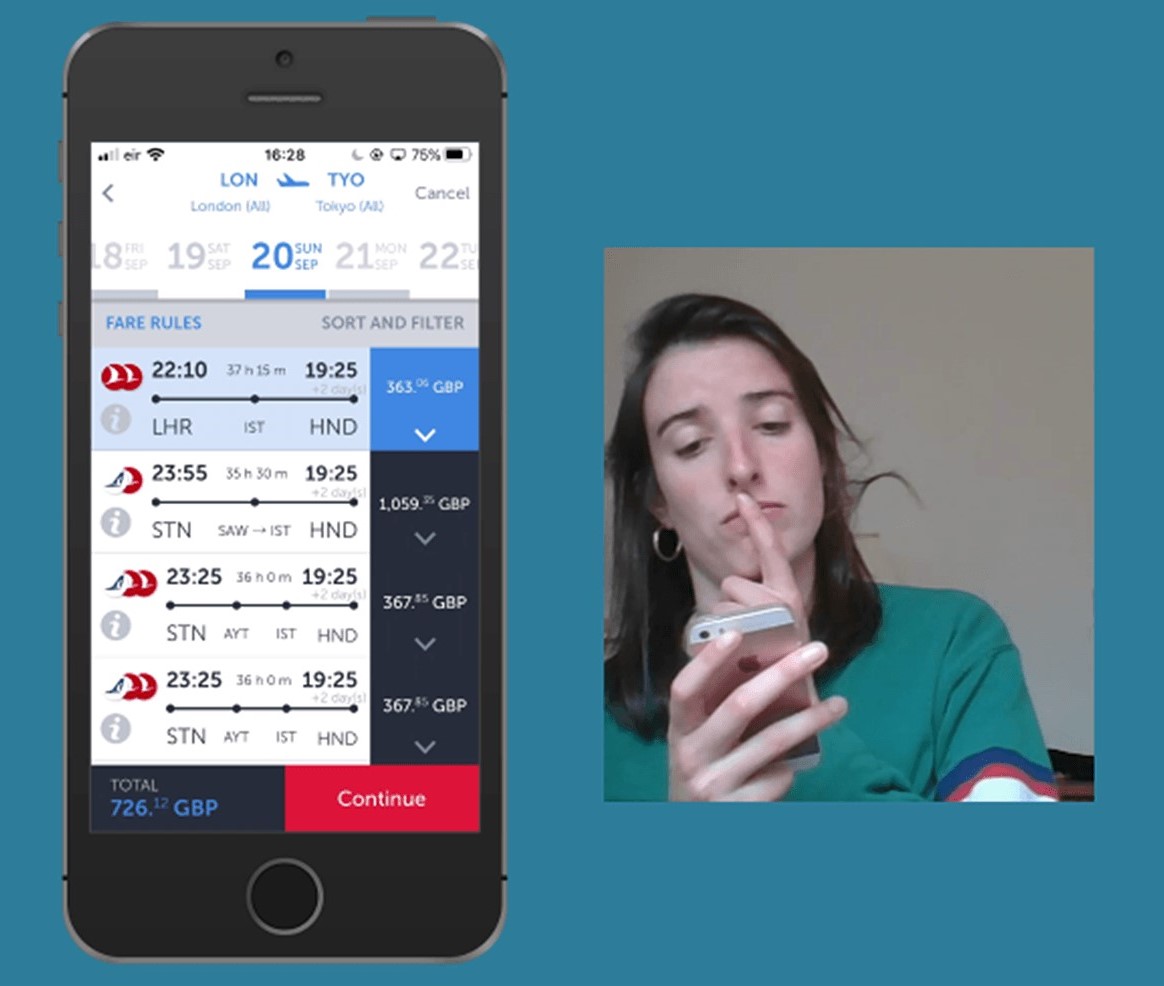 eir 16:28 75%
LON TYO Cancel
London (All) Tokyo (All)
18 FRI SEP 19 SAT SEP 20 SUN SEP 21 MON SEP 22 TU SE
FARE RULES SORT AND FILTER
22:10 37 h 15 m 19:25
+2 day(s)
363.06 GBP
LHR IST HND
23:55 35 h 30 m 19:25
+2 day(s)
1,059.35 GBP
STN SAW → IST HND
23:25 36 h 0 m 19:25
+2 day(s)
367.85 GBP
STN AYT IST HND
23:25 36 h 0 m 19:25
+2 day(s)
367.85 GBP
STN AYT IST HND
TOTAL
726.12 GBP
Continue